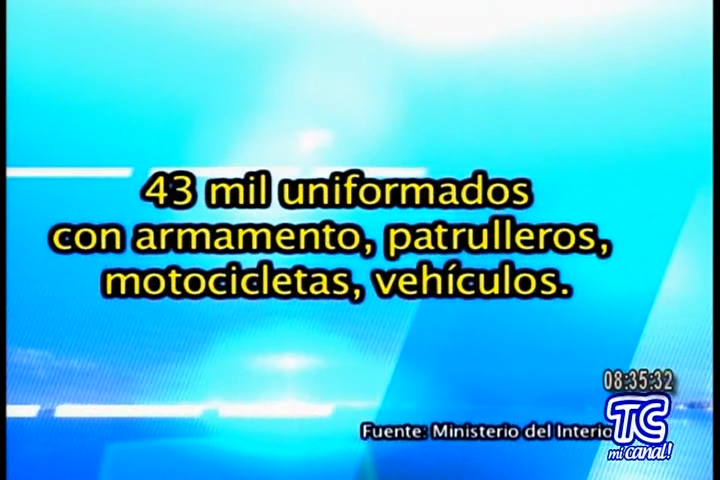 43 mil uniformados
con armamento, patrulleros,
motocicletas, vehículos.
08:35:32
Fuente: Ministerio del Interio
TC
mi canal!